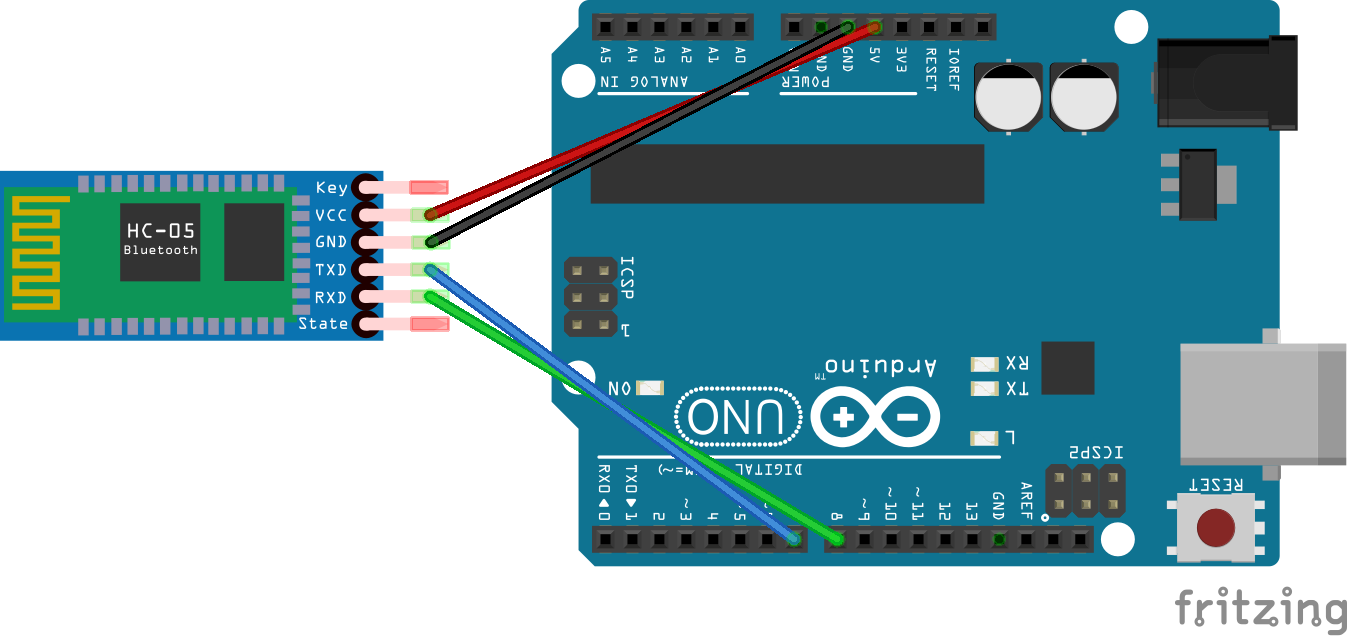 A5 A4 A3 A2 A1 A0
GND 5V 3V3 RESET IOREF
ANALOG IN
POWER
Key
VCC
GND
TXD
RXD
State
HC-05
Bluetooth
ICSP
1
ON
UNO
Arduino
TM
RX
TX
L
ICSP2
DIGITAL
RX0 TX0
0 1 2 ~3 4 8 ~9 ~10 ~11 12 13 GND AREF
RESET
fritzing